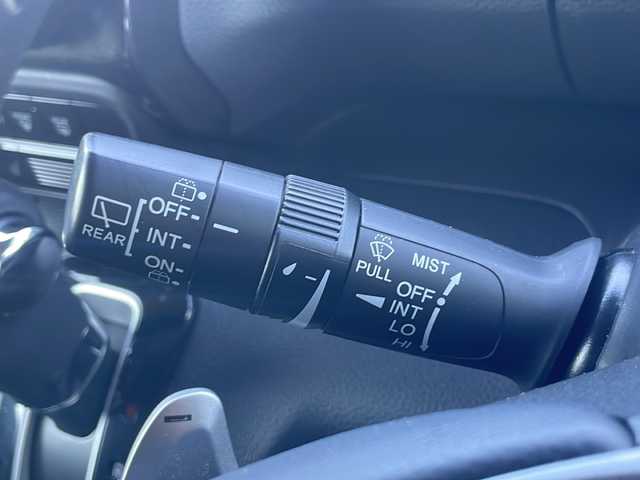 REAR
OFF
INT
ON
PULL
MIST
OFF
INT
LO
HI